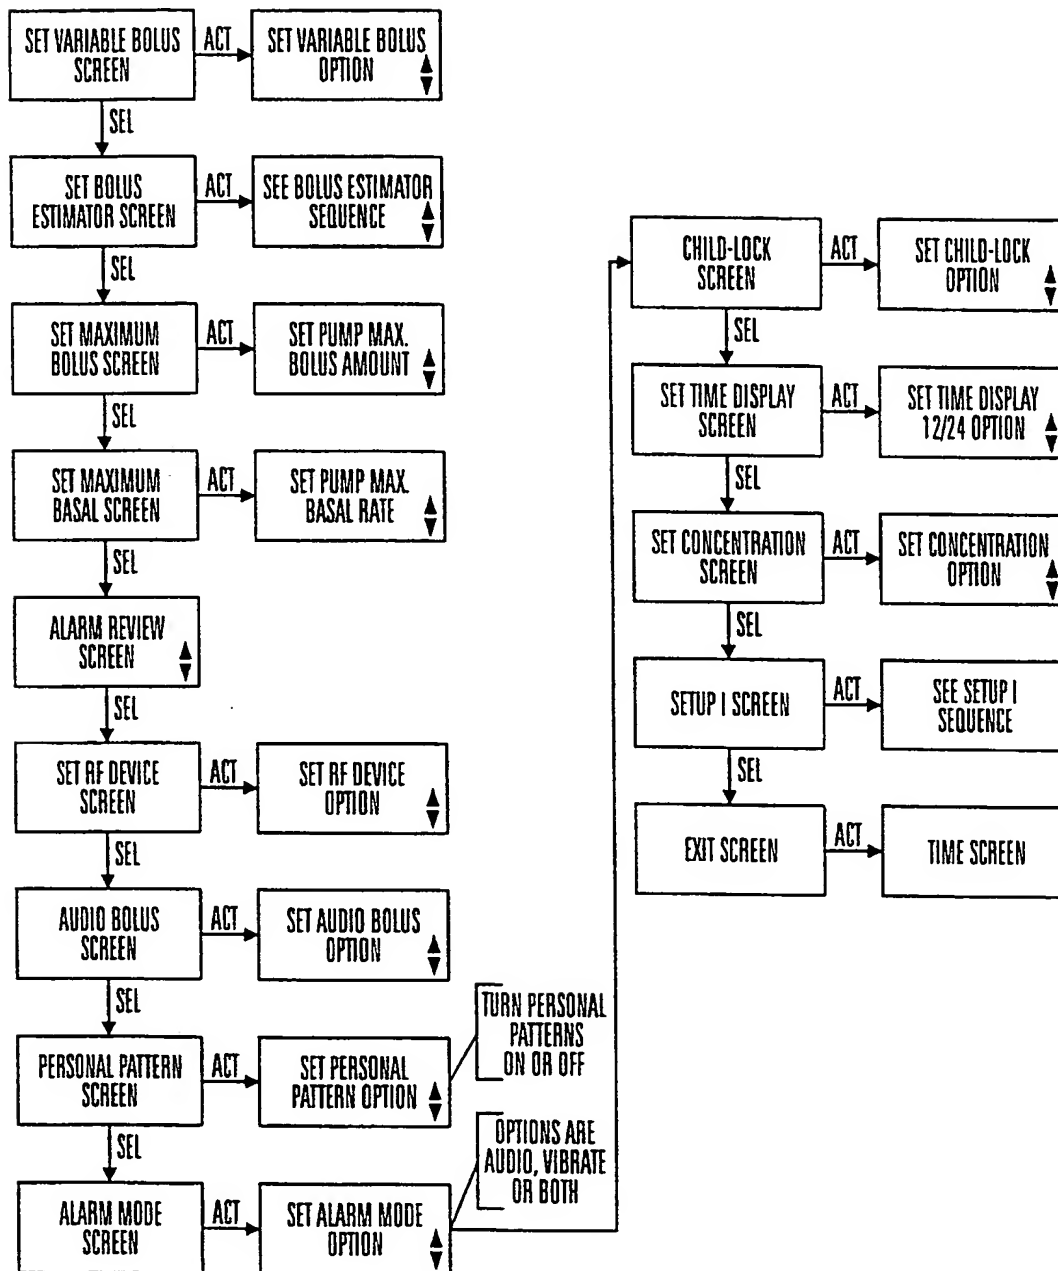 SET VARIABLE BOLUS
SCREEN
ACT
SET VARIABLE BOLUS
OPTION
SEL
SET BOLUS
ESTIMATOR SCREEN
ACT
SEE BOLUS ESTIMATOR
SEQUENCE
SEL
SET MAXIMUM
BOLUS SCREEN
ACT
SET PUMP MAX.
BOLUS AMOUNT
SEL
SET MAXIMUM
BASAL SCREEN
ACT
SET PUMP MAX.
BASAL RATE
SEL
ALARM REVIEW
SCREEN
SEL
SET RF DEVICE
SCREEN
ACT
SET RF DEVICE
OPTION
SEL
AUDIO BOLUS
SCREEN
ACT
SET AUDIO BOLUS
OPTION
SEL
PERSONAL PATTERN
SCREEN
ACT
SET PERSONAL
PATTERN OPTION
TURN PERSONAL
PATTERNS
ON OR OFF
SEL
ALARM MODE
SCREEN
ACT
SET ALARM MODE
OPTION
OPTIONS ARE
AUDIO, VIBRATE
OR BOTH
CHILD-LOCK
SCREEN
ACT
SET CHILD-LOCK
OPTION
SEL
SET TIME DISPLAY
SCREEN
ACT
SET TIME DISPLAY
12/24 OPTION
SEL
SET CONCENTRATION
SCREEN
ACT
SET CONCENTRATION
OPTION
SEL
SETUP I SCREEN
ACT
SEE SETUP I
SEQUENCE
SEL
EXIT SCREEN
ACT
TIME SCREEN